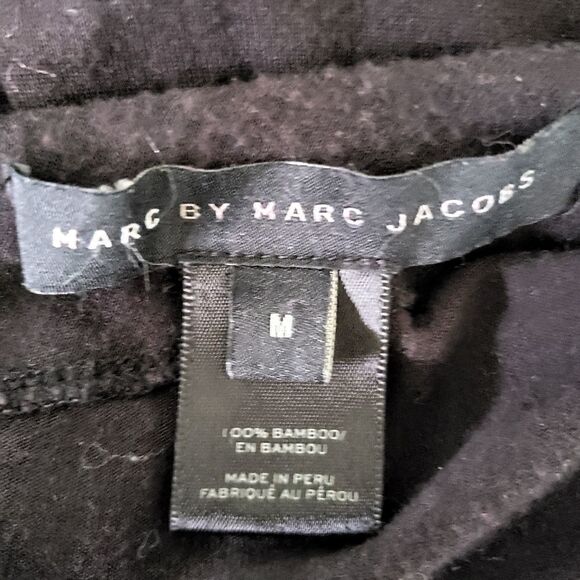 MARC BY MARC JACOBS
M
100% BAMBOO/
EN BAMBOU
MADE IN PERU
FABRIQUÉ AU PÉROU